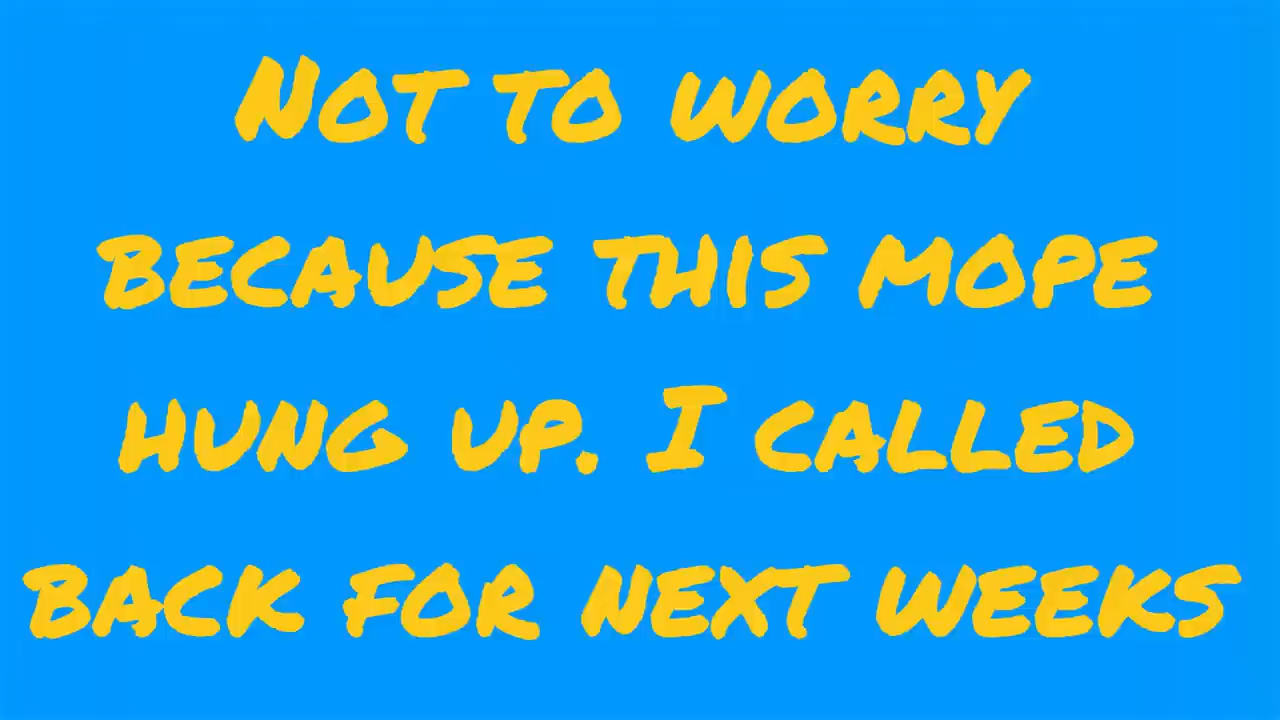 Not to worry
because this mope
hung up. I called
back for next weeks